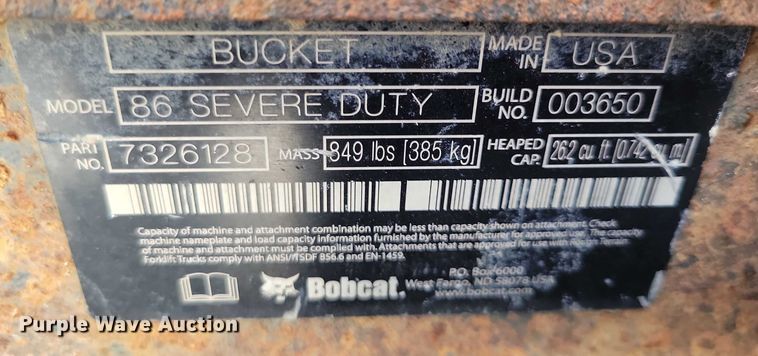 BUCKET MADE IN USA
MODEL 86 SEVERE DUTY BUILD NO. 003650
PART NO. 7326128 MASS 849 lbs [385 kg] HEAPED CAP. 26.2 cu. ft. [0.742 cu. m]
Capacity of machine and attachment combination may be less than capacity shown on attachment. Check
machine nameplate and load capacity information furnished by the manufacturer for approved use. Operation
of machine and attachment must be complied with. Attachments that are approved for use with Rough Terrain
Forklift Trucks comply with ANSI/ITSDF B56.6 and EN-1459.
Bobcat.
P.O. Box 6000
West Fargo, ND 58078 USA
www.bobcat.com
Purple Wave Auction